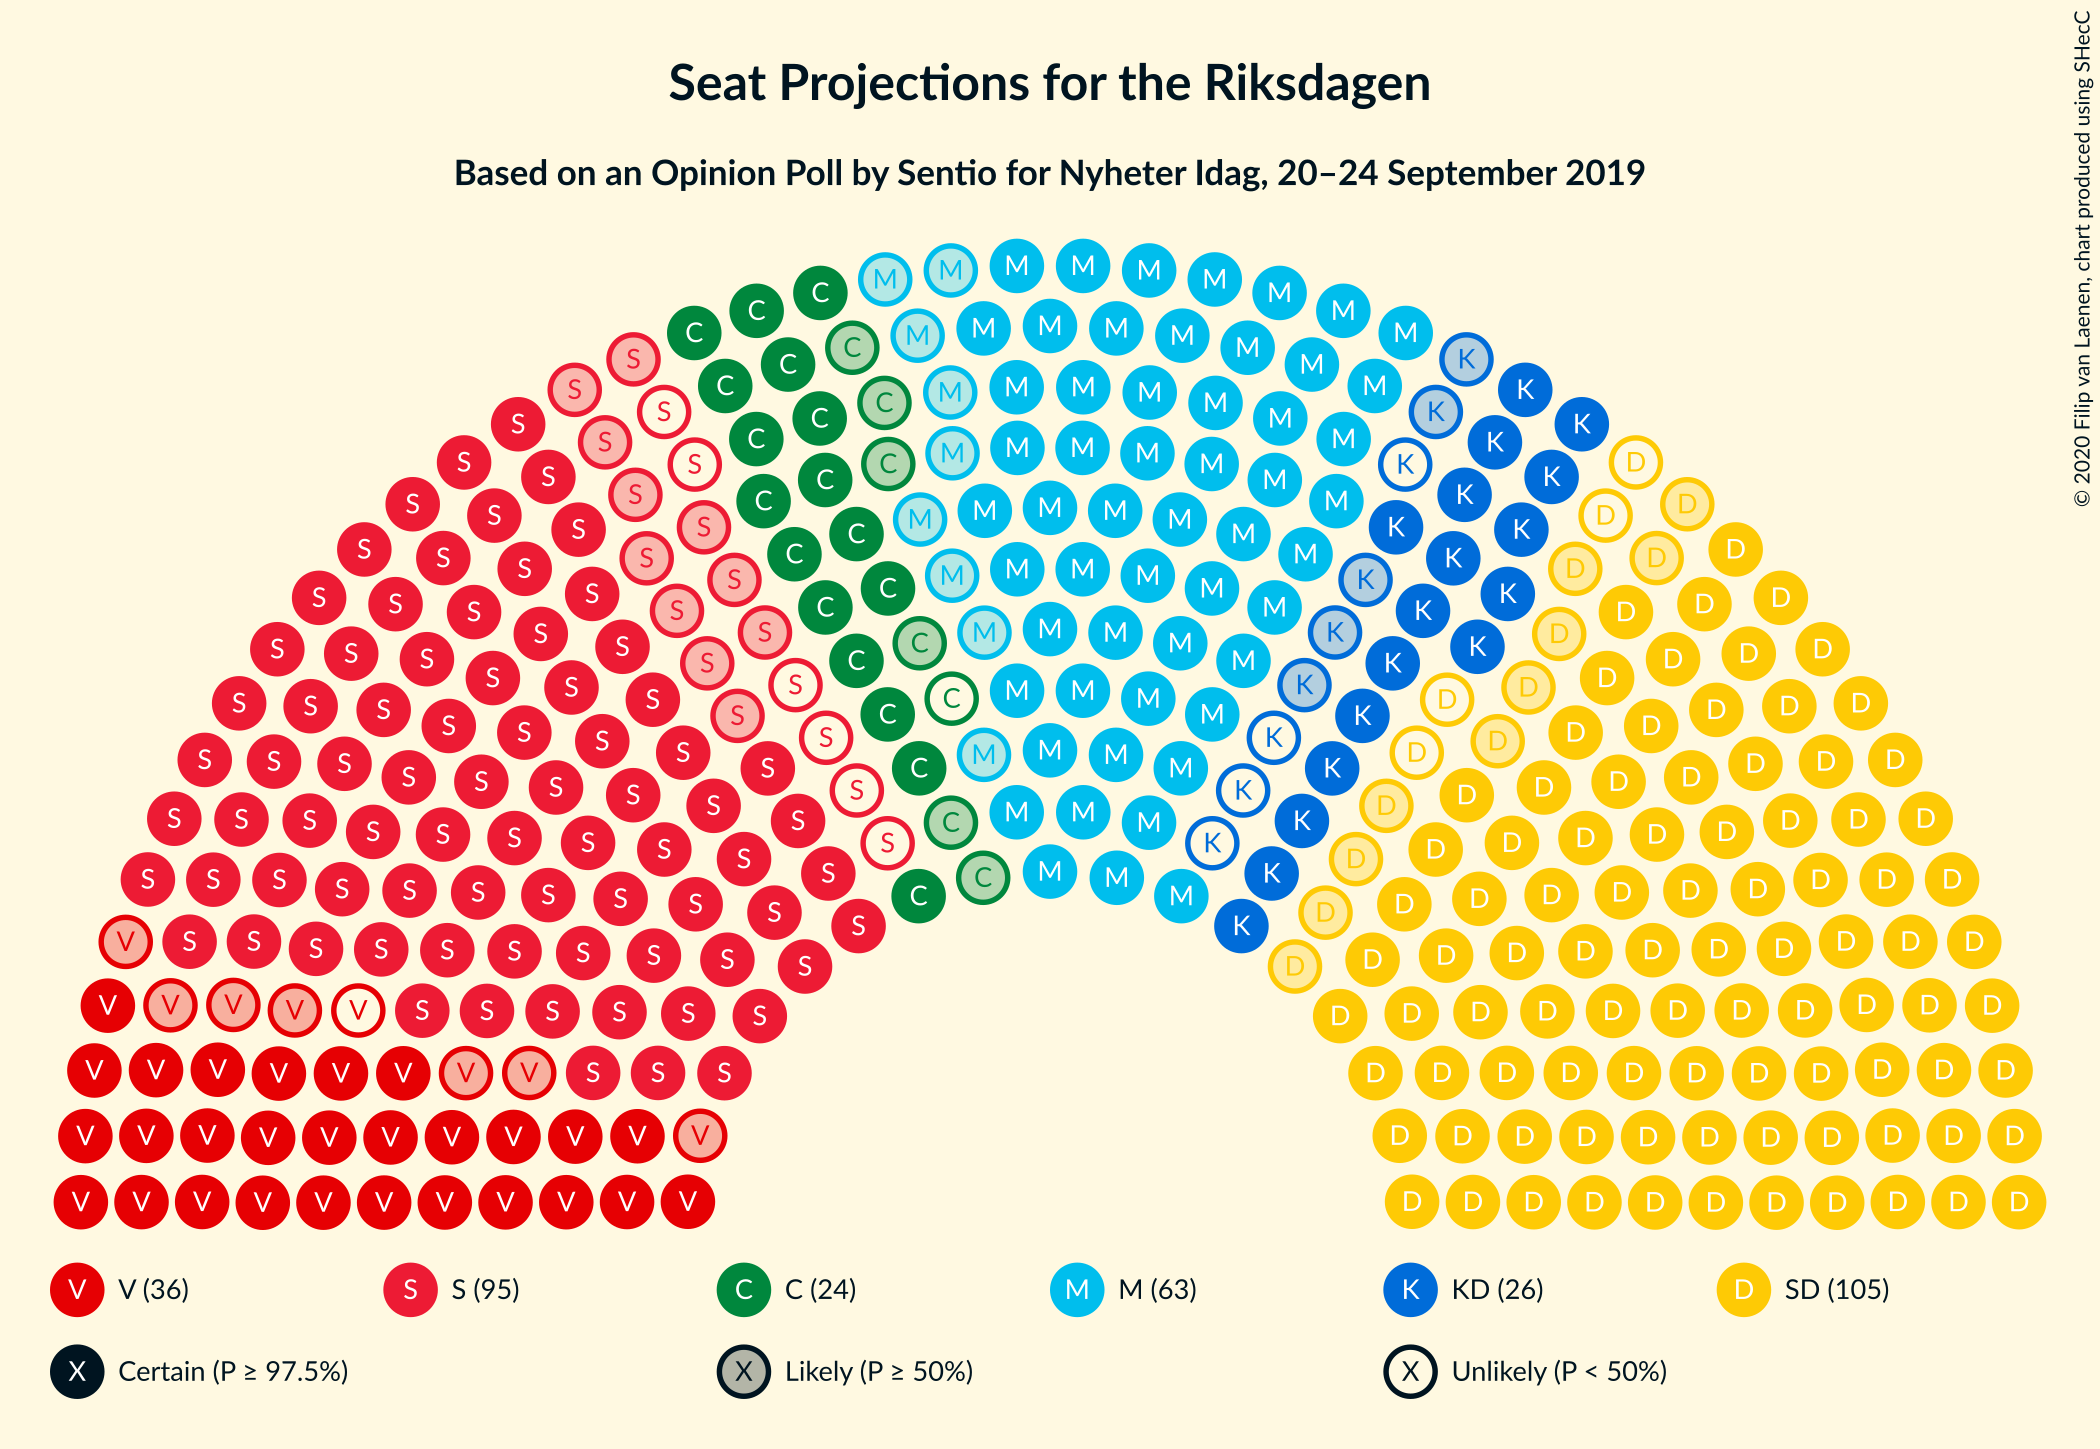 Seat Projections for the Riksdagen
Based on an Opinion Poll by Sentio for Nyheter Idag, 20–24 September 2019
© 2020 Filip van Laenen, chart produced using SHecC
V V (36) S S (95) C C (24) M M (63) K KD (26) D SD (105)
X Certain (P ≥ 97.5%) X Likely (P ≥ 50%) X Unlikely (P < 50%)